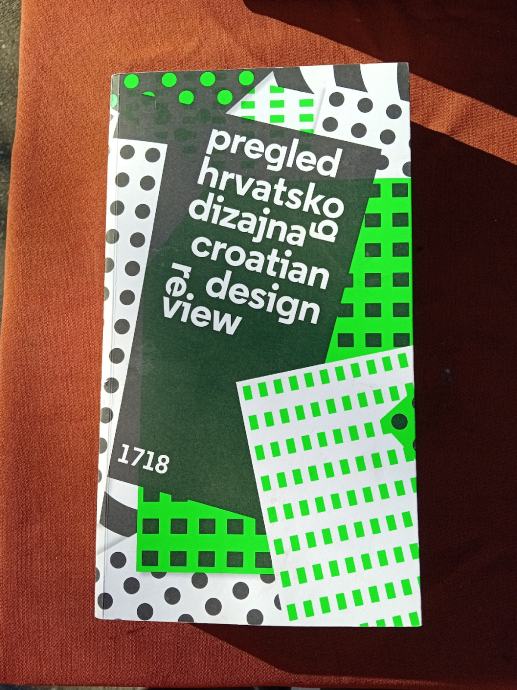 pregled
hrvatskog
dizajna
croatian
design
review
1718